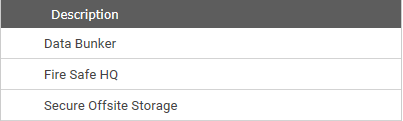 Description
Data Bunker
Fire Safe HQ
Secure Offsite Storage